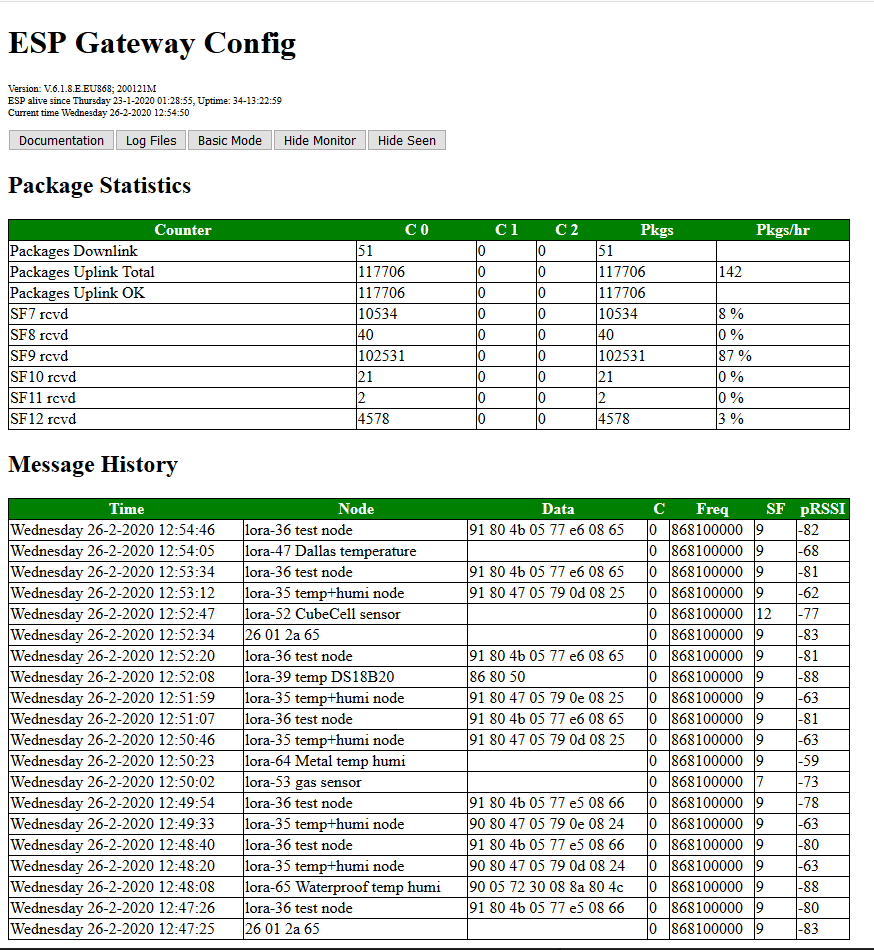 ESP Gateway Config
Version: V.6.1.8.E.EU868; 200121M
ESP alive since Thursday 23-1-2020 01:28:55, Uptime: 34-13:22:59
Current time Wednesday 26-2-2020 12:54:50
Documentation Log Files Basic Mode Hide Monitor Hide Seen
Package Statistics
Counter C 0 C 1 C 2 Pkgs Pkgs/hr
Packages Downlink 51 0 0 51
Packages Uplink Total 117706 0 0 117706 142
Packages Uplink OK 117706 0 0 117706
SF7 rcvd 10534 0 0 10534 8 %
SF8 rcvd 40 0 0 40 0 %
SF9 rcvd 102531 0 0 102531 87 %
SF10 rcvd 21 0 0 21 0 %
SF11 rcvd 2 0 0 2 0 %
SF12 rcvd 4578 0 0 4578 3 %
Message History
Time Node Data C Freq SF pRSSI
Wednesday 26-2-2020 12:54:46 lora-36 test node 91 80 4b 05 77 e6 08 65 0 868100000 9 -82
Wednesday 26-2-2020 12:54:05 lora-47 Dallas temperature 0 868100000 9 -68
Wednesday 26-2-2020 12:53:34 lora-36 test node 91 80 4b 05 77 e6 08 65 0 868100000 9 -81
Wednesday 26-2-2020 12:53:12 lora-35 temp+humi node 91 80 47 05 79 0d 08 25 0 868100000 9 -62
Wednesday 26-2-2020 12:52:47 lora-52 CubeCell sensor 0 868100000 12 -77
Wednesday 26-2-2020 12:52:34 26 01 2a 65 0 868100000 9 -83
Wednesday 26-2-2020 12:52:20 lora-36 test node 91 80 4b 05 77 e6 08 65 0 868100000 9 -81
Wednesday 26-2-2020 12:52:08 lora-39 temp DS18B20 86 80 50 0 868100000 9 -88
Wednesday 26-2-2020 12:51:59 lora-35 temp+humi node 91 80 47 05 79 0e 08 25 0 868100000 9 -63
Wednesday 26-2-2020 12:51:07 lora-36 test node 91 80 4b 05 77 e6 08 65 0 868100000 9 -81
Wednesday 26-2-2020 12:50:46 lora-35 temp+humi node 91 80 47 05 79 0d 08 25 0 868100000 9 -63
Wednesday 26-2-2020 12:50:23 lora-64 Metal temp humi 0 868100000 9 -59
Wednesday 26-2-2020 12:50:02 lora-53 gas sensor 0 868100000 7 -73
Wednesday 26-2-2020 12:49:54 lora-36 test node 91 80 4b 05 77 e5 08 66 0 868100000 9 -78
Wednesday 26-2-2020 12:49:33 lora-35 temp+humi node 90 80 47 05 79 0e 08 24 0 868100000 9 -63
Wednesday 26-2-2020 12:48:40 lora-36 test node 91 80 4b 05 77 e5 08 66 0 868100000 9 -80
Wednesday 26-2-2020 12:48:20 lora-35 temp+humi node 90 80 47 05 79 0d 08 24 0 868100000 9 -63
Wednesday 26-2-2020 12:48:08 lora-65 Waterproof temp humi 90 05 72 30 08 8a 80 4c 0 868100000 9 -88
Wednesday 26-2-2020 12:47:26 lora-36 test node 91 80 4b 05 77 e5 08 66 0 868100000 9 -80
Wednesday 26-2-2020 12:47:25 26 01 2a 65 0 868100000 9 -83